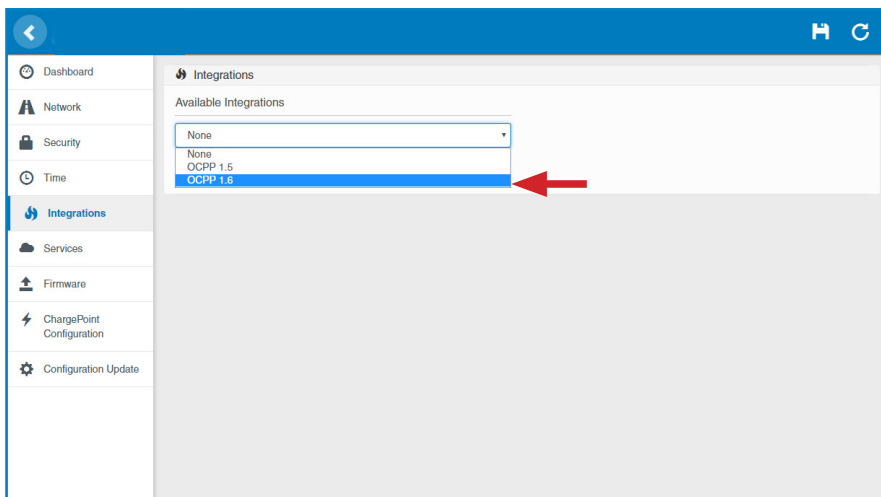 Dashboard
Network
Security
Time
Integrations
Services
Firmware
ChargePoint
Configuration
Configuration Update
Integrations
Available Integrations
None
None
OCPP 1.5
OCPP 1.6